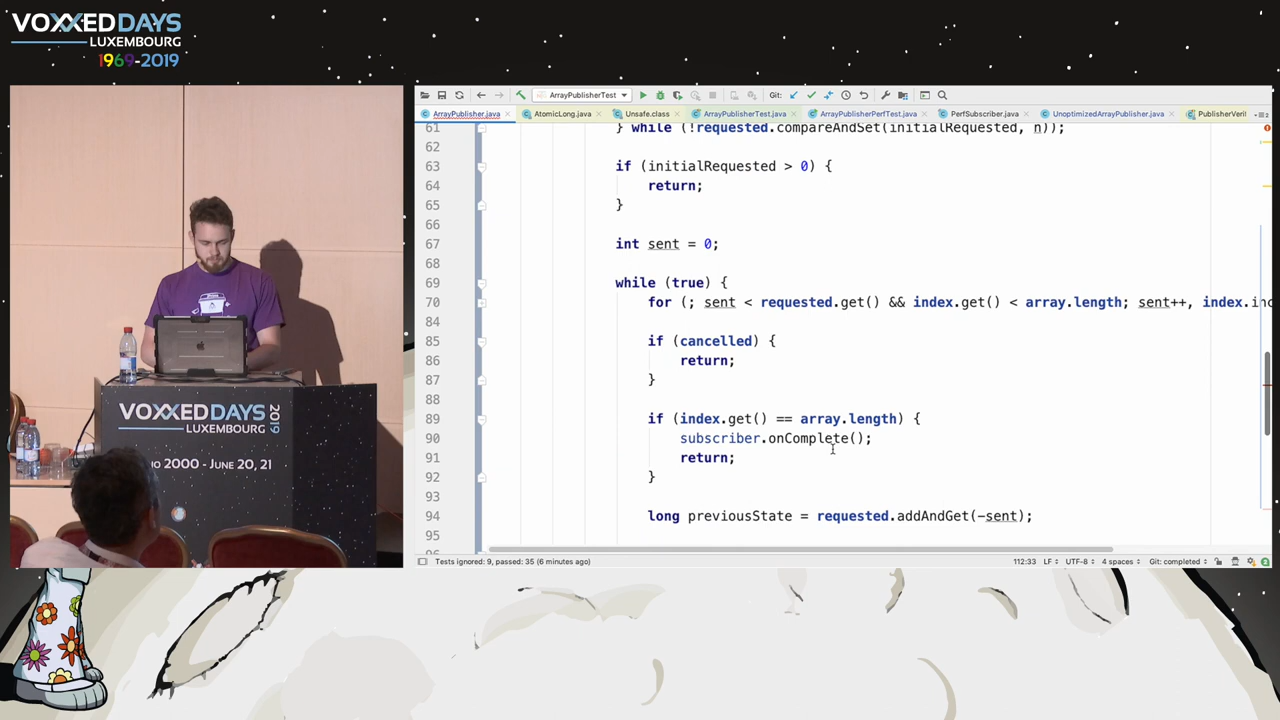 VOXXEDDAYS
LUXEMBOURG
1969-2019
ArrayPublisherTest
Git:
ArrayPublisher.java
AtomicLong.java
Unsafe.class
ArrayPublisherTest.java
ArrayPublisherPerfTest.java
PerfSubscriber.java
UnoptimizedArrayPublisher.java
PublisherVeri
61 } while (!requested.compareAndSet(initialRequested, n));
62
63 if (initialRequested > 0) {
64 return;
65 }
66
67 int sent = 0;
68
69 while (true) {
70 for (; sent < requested.get() && index.get() < array.length; sent++, index.inc
84
85 if (cancelled) {
86 return;
87 }
88
89 if (index.get() == array.length) {
90 subscriber.onComplete();
91 return;
92 }
93
94 long previousState = requested.addAndGet(-sent);
95
Tests ignored: 9, passed: 35 (6 minutes ago)
112:33 LF UTF-8 4 spaces Git: completed
VOXXEDDAYS
LUXEMBOURG
2019
2000 - JUNE 20, 21